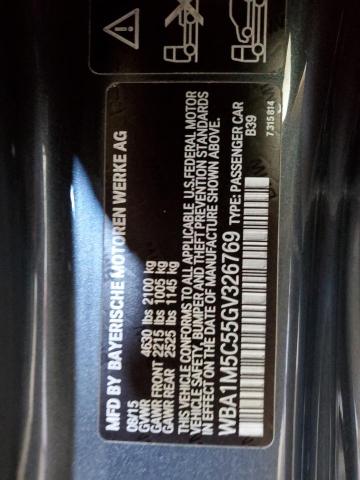 MFD BY BAYERISCHE MOTOREN WERKE AG
08/15
GVWR 4630 lbs 2100 kg
GAWR FRONT 2215 lbs 1005 kg
GAWR REAR 2525 lbs 1145 kg
THIS VEHICLE CONFORMS TO ALL APPLICABLE U.S. FEDERAL MOTOR
VEHICLE SAFETY, BUMPER AND THEFT PREVENTION STANDARDS
IN EFFECT ON THE DATE OF MANUFACTURE SHOWN ABOVE.
WBA1M5C55GV326769 TYPE: PASSENGER CAR
B39
7 315 814